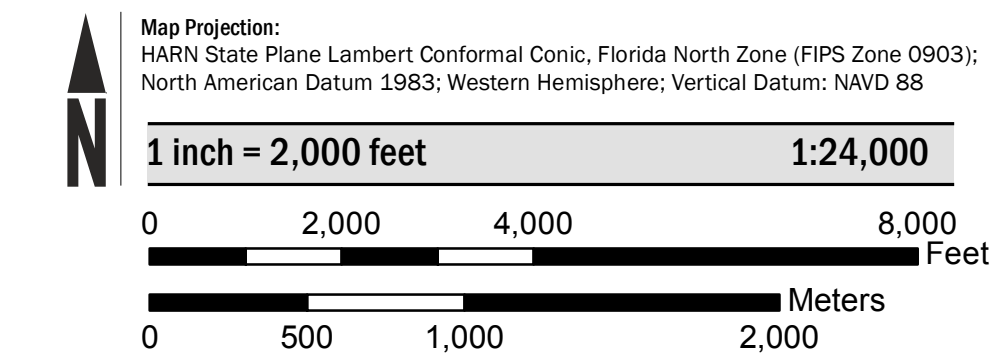 N
Map Projection:
HARN State Plane Lambert Conformal Conic, Florida North Zone (FIPS Zone 0903);
North American Datum 1983; Western Hemisphere; Vertical Datum: NAVD 88
1 inch = 2,000 feet 1:24,000
0 2,000 4,000 8,000
Feet
Meters
0 500 1,000 2,000